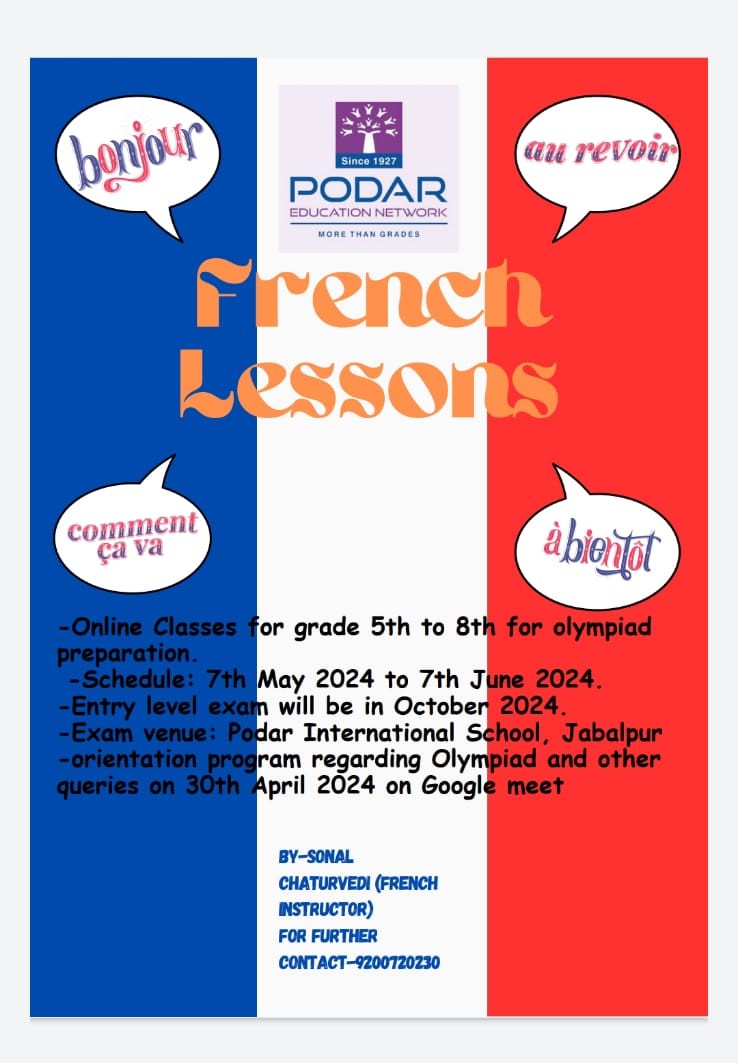 bonjour
au revoir
Since 1927
PODAR
EDUCATION NETWORK
MORE THAN GRADES
French
Lessons
comment
ça va
à bientôt
-Online Classes for grade 5th to 8th for olympiad
preparation.
-Schedule: 7th May 2024 to 7th June 2024.
-Entry level exam will be in October 2024.
-Exam venue: Podar International School, Jabalpur
-orientation program regarding Olympiad and other
queries on 30th April 2024 on Google meet
BY-SONAL
CHATURVEDI (FRENCH
INSTRUCTOR)
FOR FURTHER
CONTACT-9200720230